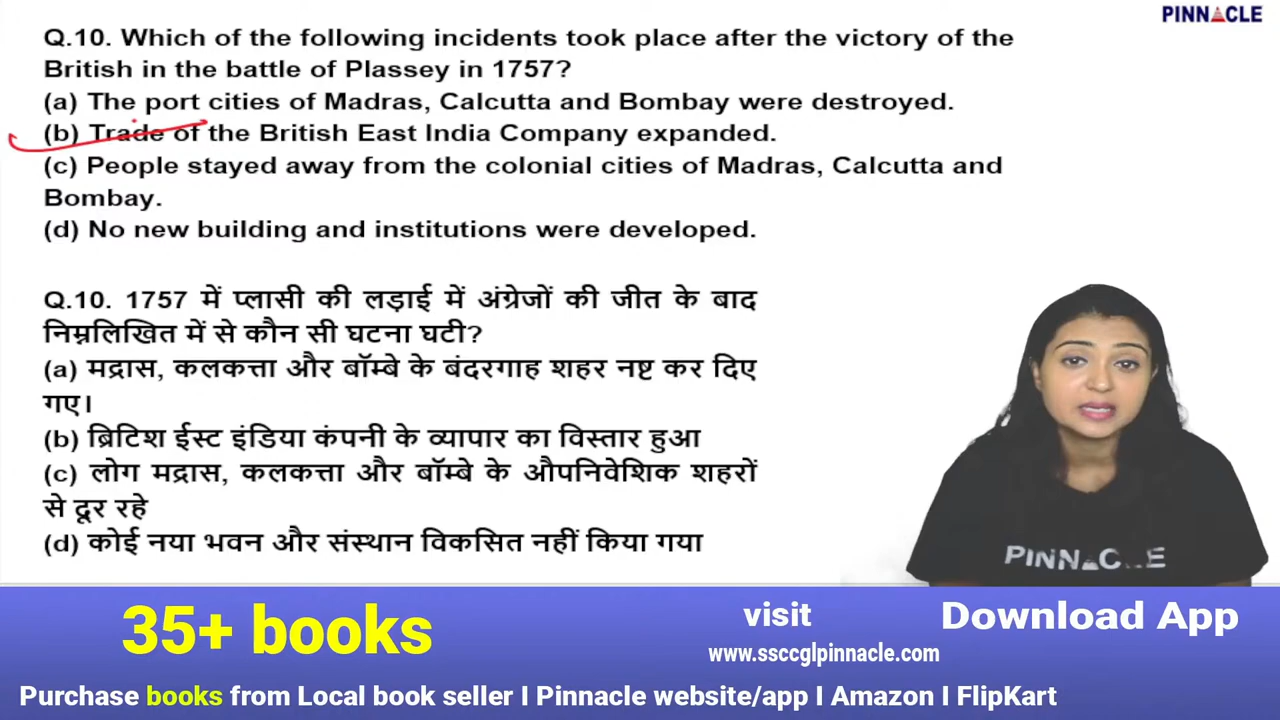 PINNACLE
Q.10. Which of the following incidents took place after the victory of the
British in the battle of Plassey in 1757?
(a) The port cities of Madras, Calcutta and Bombay were destroyed.
(b) Trade of the British East India Company expanded.
(c) People stayed away from the colonial cities of Madras, Calcutta and
Bombay.
(d) No new building and institutions were developed.
Q.10. 1757 में प्लासी की लड़ाई में अंग्रेजों की जीत के बाद
निम्नलिखित में से कौन सी घटना घटी?
(a) मद्रास, कलकत्ता और बॉम्बे के बंदरगाह शहर नष्ट कर दिए
गए।
(b) ब्रिटिश ईस्ट इंडिया कंपनी के व्यापार का विस्तार हुआ
(c) लोग मद्रास, कलकत्ता और बॉम्बे के औपनिवेशिक शहरों
से दूर रहे
(d) कोई नया भवन और संस्थान विकसित नहीं किया गया
PINNACLE
35+ books
visit
www.ssccglpinnacle.com
Download App
Purchase books from Local book seller I Pinnacle website/app I Amazon I FlipKart